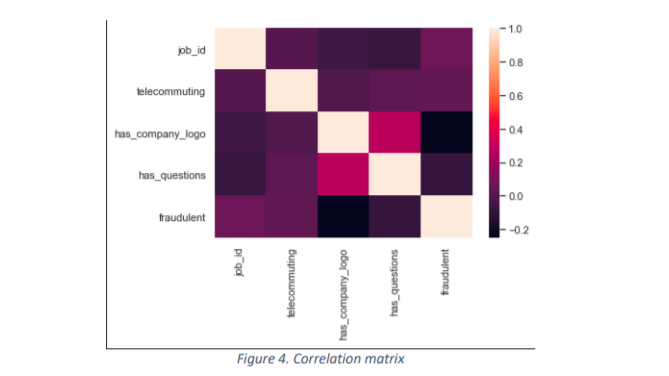 job_id
telecommuting
has_company_logo
has_questions
fraudulent
job_id
telecommuting
has_company_logo
has_questions
fraudulent
1.0
0.8
0.6
0.4
0.2
0.0
−0.2
Figure 4. Correlation matrix